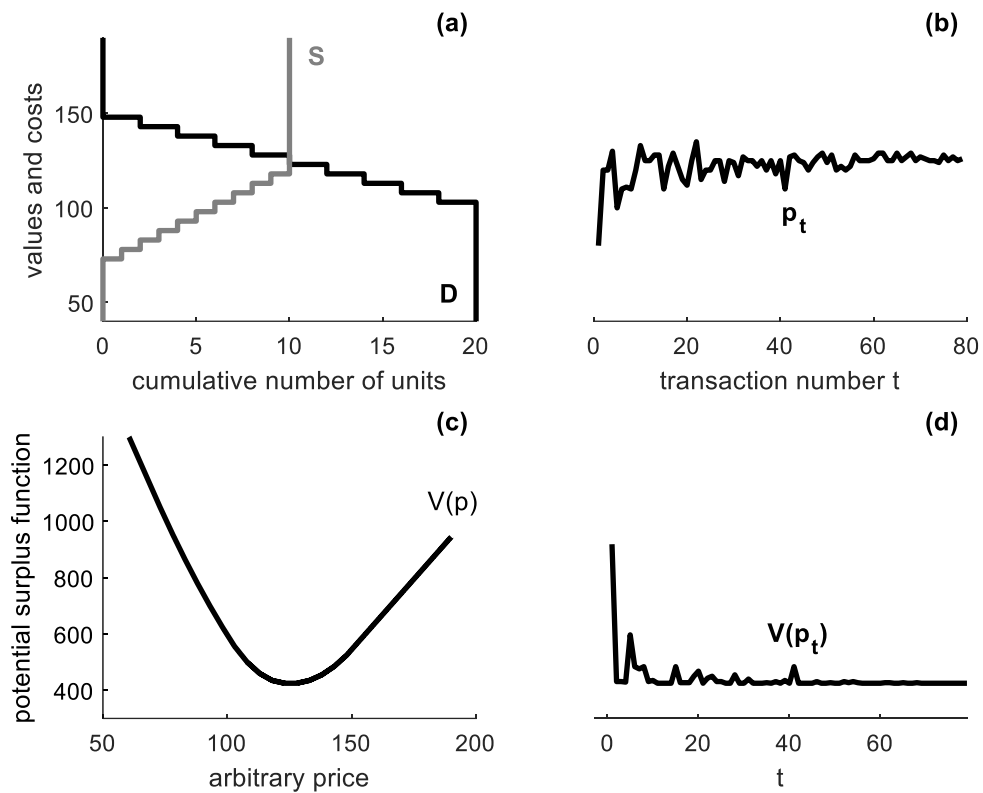 (a)
S
D
values and costs
150
100
50
0 5 10 15 20
cumulative number of units
(b)
p_t
0 20 40 60 80
transaction number t
(c)
V(p)
potential surplus function
1200
1000
800
600
400
50 100 150 200
arbitrary price
(d)
V(p_t)
0 20 40 60
t